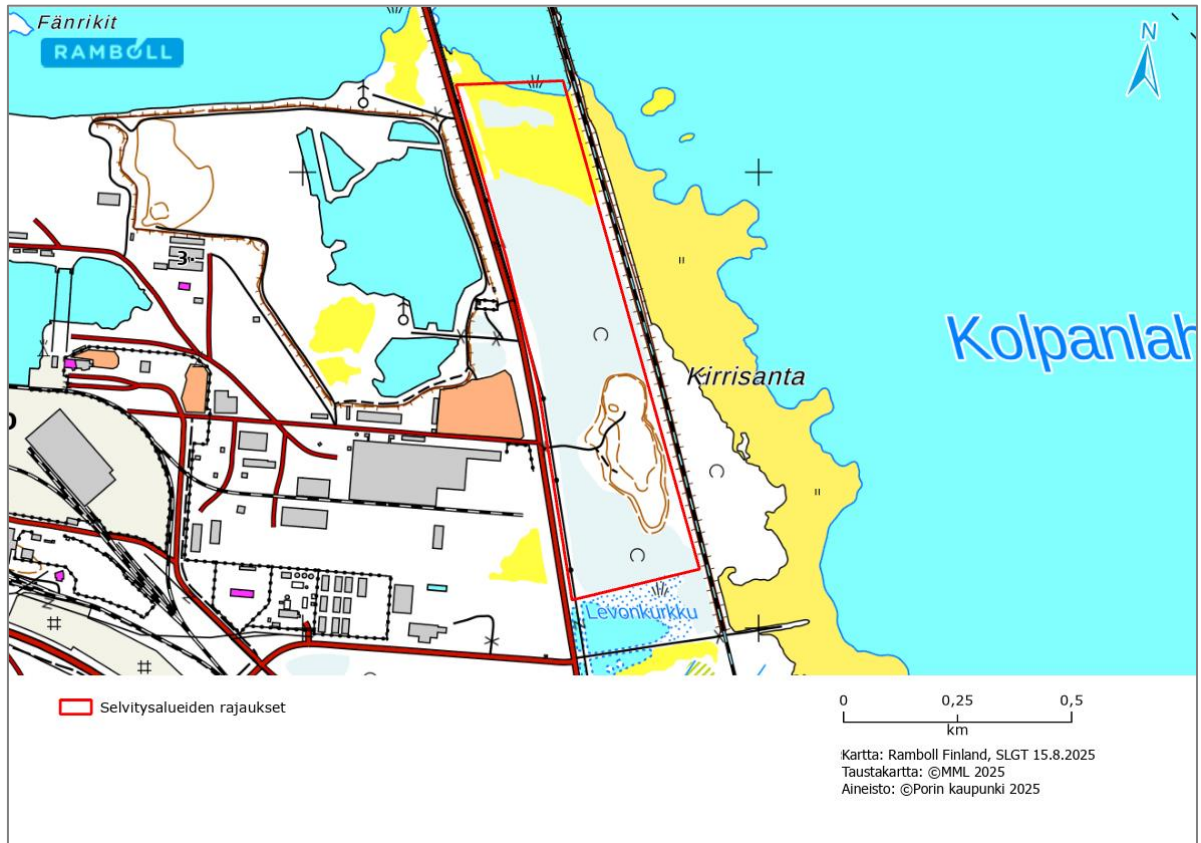 Fänrikit
RAMBOLL
N
3
Kolpanlah
Kirrisanta
Levonkurkku
Selvitysalueiden rajaukset
0 0,25 0,5
km
Kartta: Ramboll Finland, SLGT 15.8.2025
Taustakartta: ©MML 2025
Aineisto: ©Porin kaupunki 2025